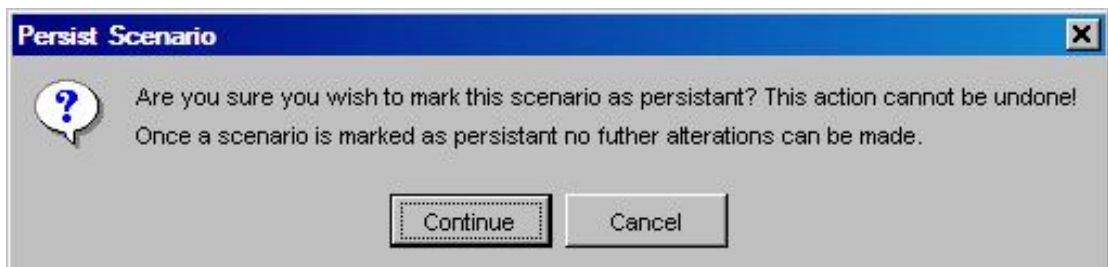 Persist Scenario
Are you sure you wish to mark this scenario as persistant? This action cannot be undone!
Once a scenario is marked as persistant no futher alterations can be made.
Continue
Cancel